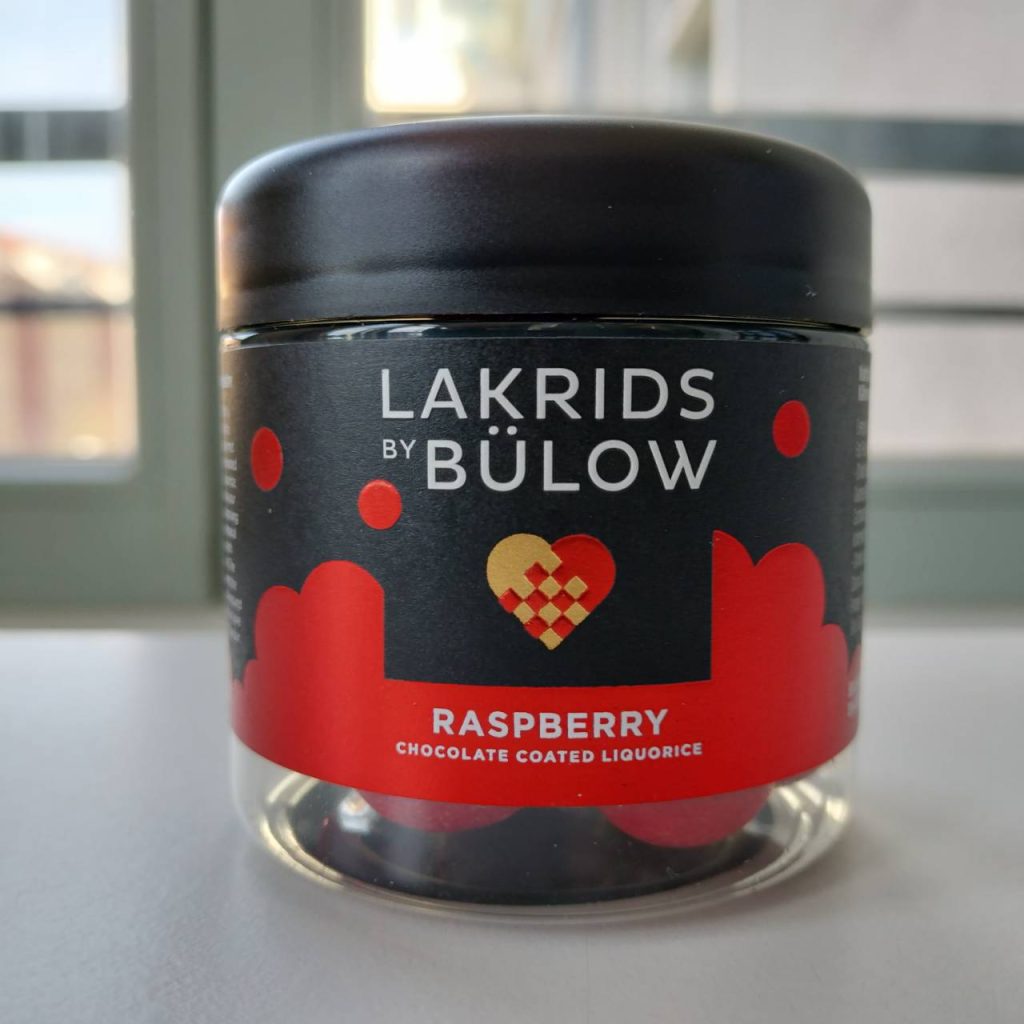 LAKRIDS
BY BÜLOW
RASPBERRY
CHOCOLATE COATED LIQUORICE